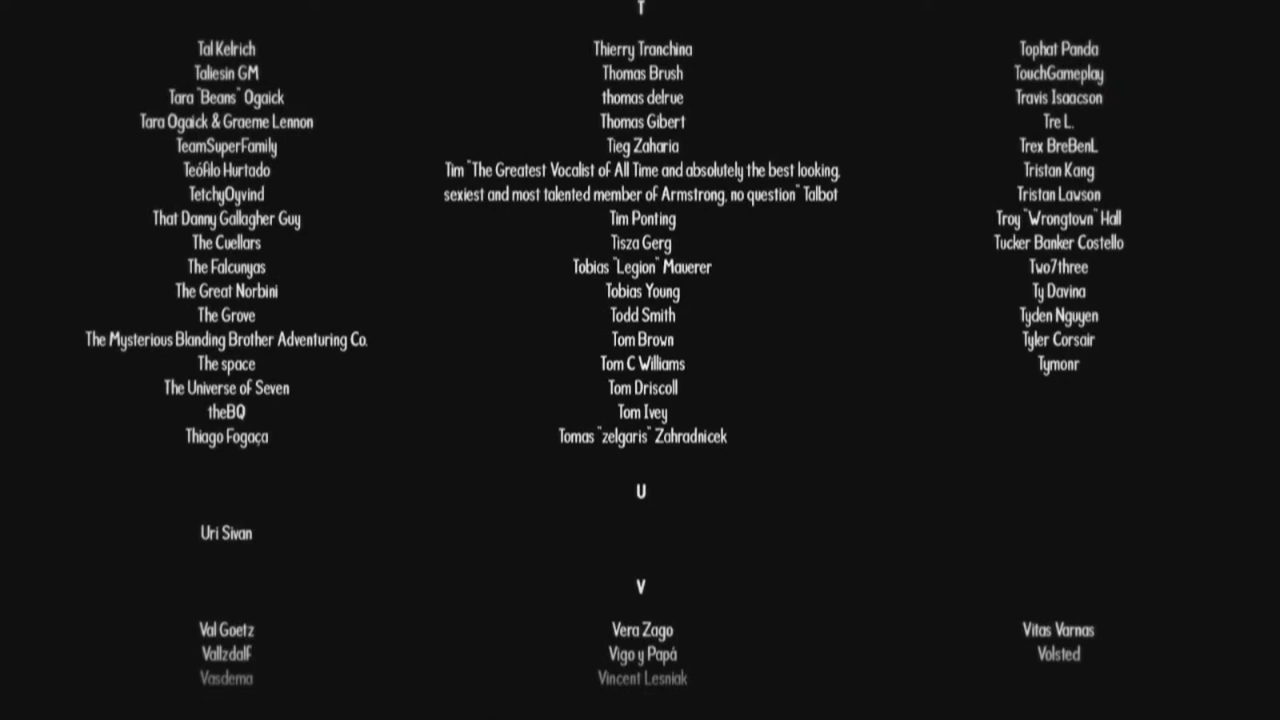 T
Tal Kelrich
Taliesin GM
Tara "Beans" Ogaick
Tara Ogaick & Graeme Lennon
TeamSuperFamily
Teófilo Hurtado
TetchyOyvind
That Danny Gallagher Guy
The Cuellars
The Falcunyas
The Great Norbini
The Grove
The Mysterious Blanding Brother Adventuring Co.
The space
The Universe of Seven
theBQ
Thiago Fogaça
Thierry Tranchina
Thomas Brush
thomas delrue
Thomas Gibert
Tieg Zaharia
Tim "The Greatest Vocalist of All Time and absolutely the best looking,
sexiest and most talented member of Armstrong, no question" Talbot
Tim Ponting
Tisza Gerg
Tobias "Legion" Mauerer
Tobias Young
Todd Smith
Tom Brown
Tom C Williams
Tom Driscoll
Tom Ivey
Tomas "zelgaris" Zahradnicek
Tophat Panda
TouchGameplay
Travis Isaacson
Tre L.
Trex BreBenL
Tristan Kang
Tristan Lawson
Troy "Wrongtown" Hall
Tucker Banker Costello
Two7three
Ty Davina
Tyden Nguyen
Tyler Corsair
Tymonr
U
Uri Sivan
V
Val Goetz
Vallzdalf
Vasdema
Vera Zago
Vigo y Papá
Vincent Lesniak
Vitas Varnas
Volsted